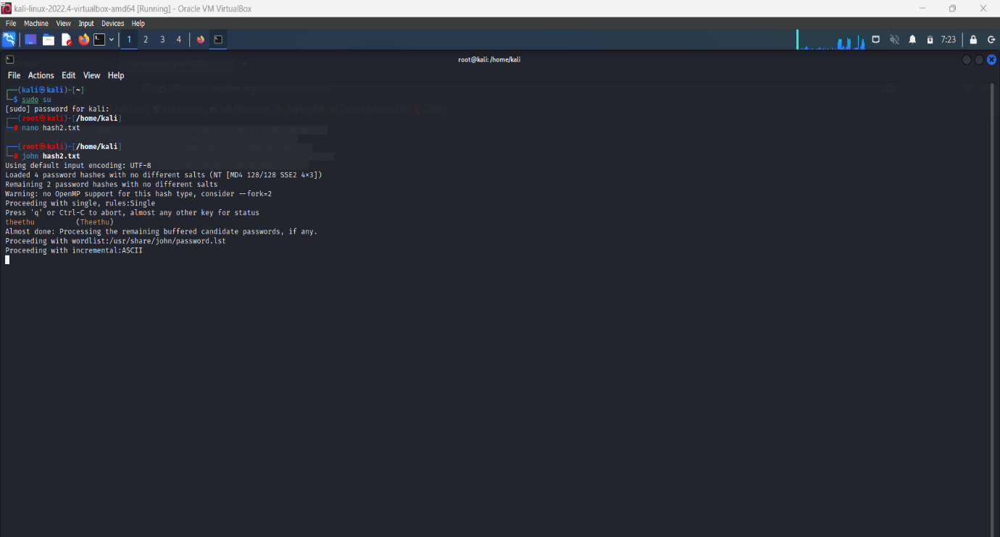 kali-linux-2022.4-virtualbox-amd64 [Running] - Oracle VM VirtualBox
File Machine View Input Devices Help
1 2 3 4 7:23
root@kali: /home/kali
File Actions Edit View Help
┌──(kali㉿kali)-[~]
└─$ sudo su
[sudo] password for kali:
┌──(root㉿kali)-[/home/kali]
└─# nano hash2.txt
┌──(root㉿kali)-[/home/kali]
└─# john hash2.txt
Using default input encoding: UTF-8
Loaded 4 password hashes with no different salts (NT [MD4 128/128 SSE2 4×3])
Remaining 2 password hashes with no different salts
Warning: no OpenMP support for this hash type, consider --fork=2
Proceeding with single, rules:Single
Press 'q' or Ctrl-C to abort, almost any other key for status
theethu (Theethu)
Almost done: Processing the remaining buffered candidate passwords, if any.
Proceeding with wordlist:/usr/share/john/password.lst
Proceeding with incremental:ASCII